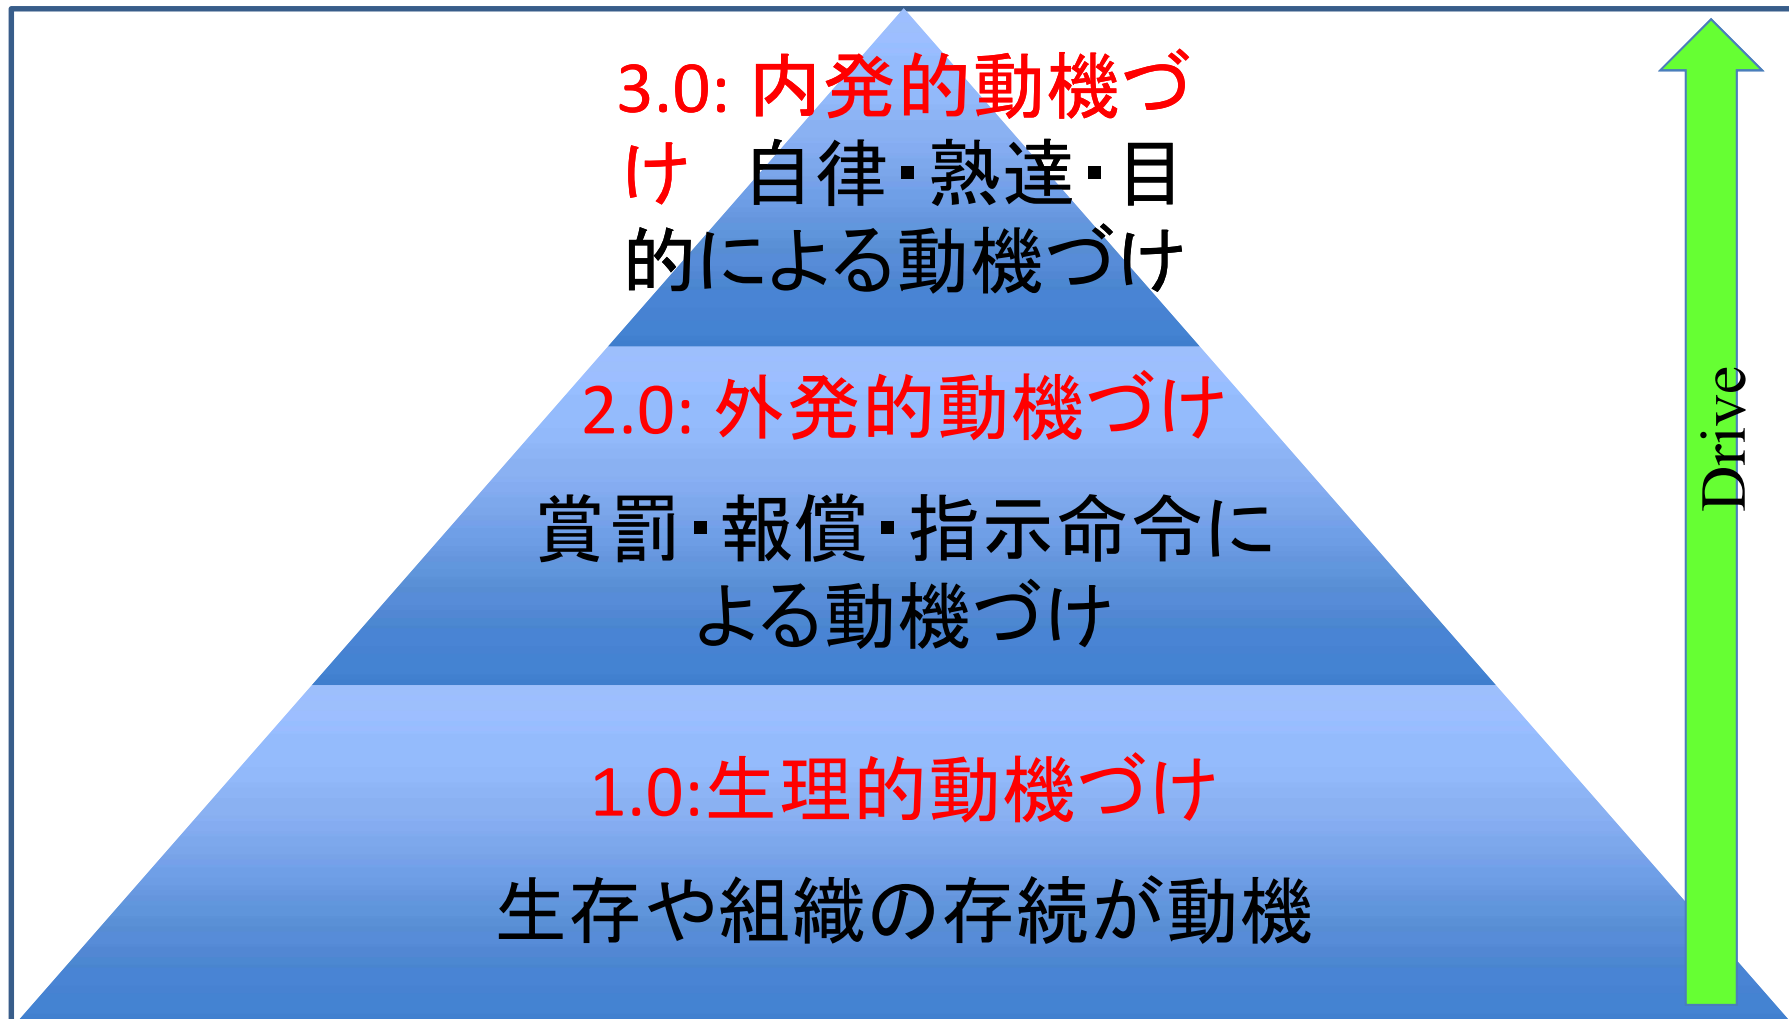 3.0: 内発的動機づ
け　自律・熟達・目
的による動機づけ
2.0: 外発的動機づけ
賞罰・報償・指示命令に
よる動機づけ
1.0:生理的動機づけ
生存や組織の存続が動機
Drive